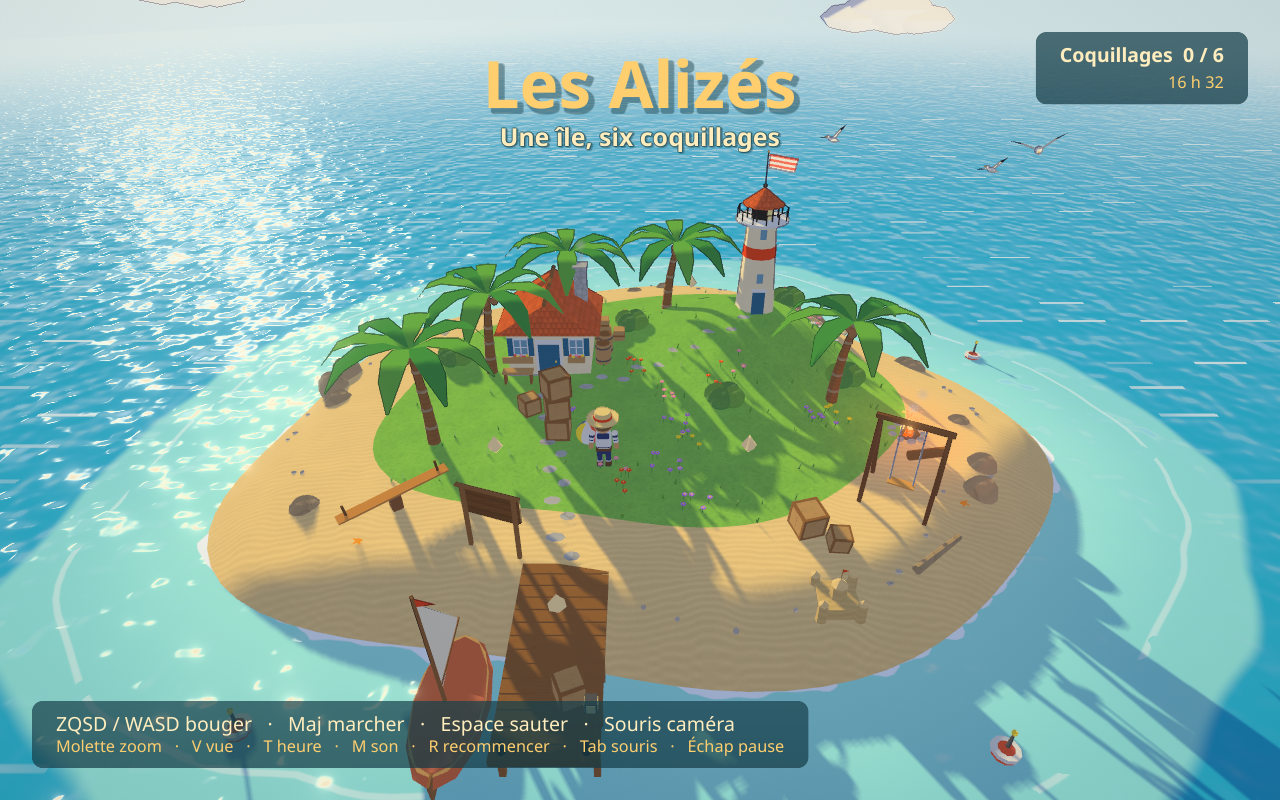 Les Alizés
Une île, six coquillages
Coquillages 0 / 6
16 h 32
ZQSD / WASD bouger · Maj marcher · Espace sauter · Souris caméra
Molette zoom · V vue · T heure · M son · R recommencer · Tab souris · Échap pause